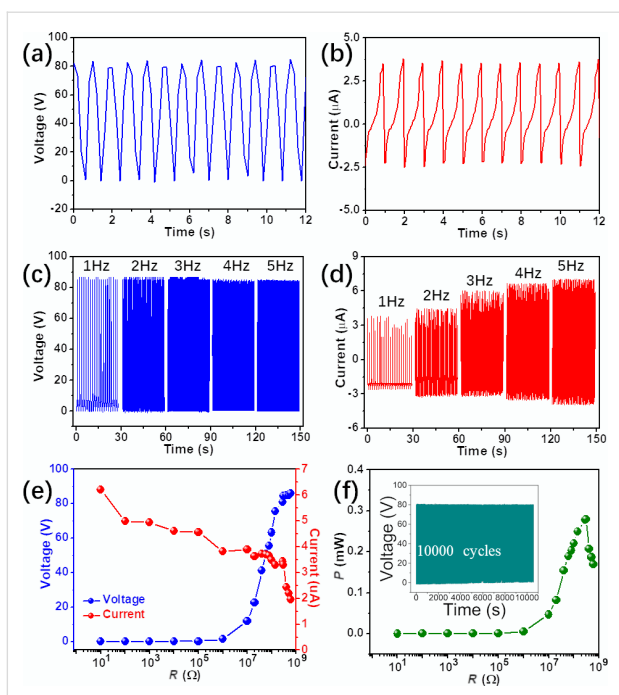 (a)
Voltage (V)
100
80
60
40
20
0
-20
0 2 4 6 8 10 12
Time (s)
(b)
Current (μA)
5.0
2.5
0.0
-2.5
-5.0
0 2 4 6 8 10 12
Time (s)
(c)
Voltage (V)
100
80
60
40
20
0
1Hz 2Hz 3Hz 4Hz 5Hz
0 30 60 90 120 150
Time (s)
(d)
Current (μA)
9
6
3
0
-3
-6
1Hz 2Hz 3Hz 4Hz 5Hz
0 30 60 90 120 150
Time (s)
(e)
Voltage (V)
100
80
60
40
20
0
Voltage
Current
7
6
5
4
3
2
1
0
Current (uA)
10¹ 10³ 10⁵ 10⁷ 10⁹
R (Ω)
(f)
P (mW)
0.4
0.3
0.2
0.1
0.0
Voltage (V)
80
60
40
20
0
10000 cycles
0 2000 4000 6000 8000 10000
Time (s)
10¹ 10³ 10⁵ 10⁷ 10⁹
R (Ω)